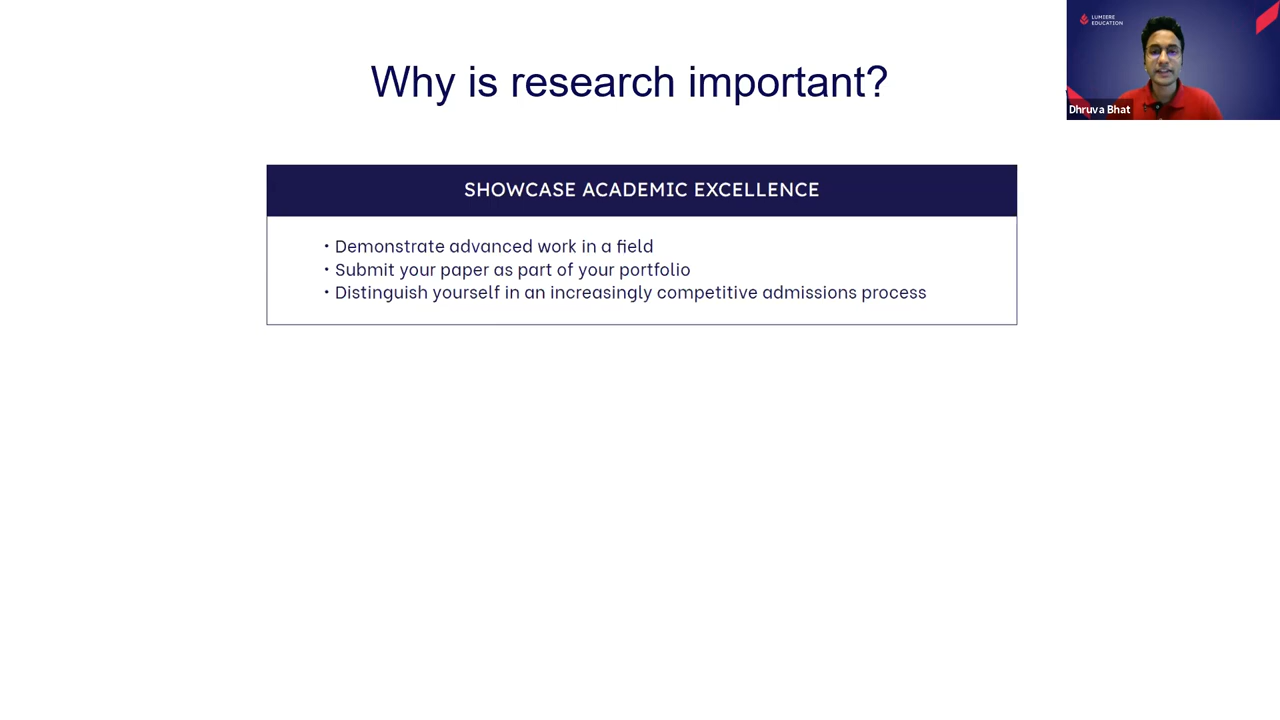 Why is research important?
LUMIERE
EDUCATION
Dhruva Bhat
SHOWCASE ACADEMIC EXCELLENCE
• Demonstrate advanced work in a field
• Submit your paper as part of your portfolio
• Distinguish yourself in an increasingly competitive admissions process